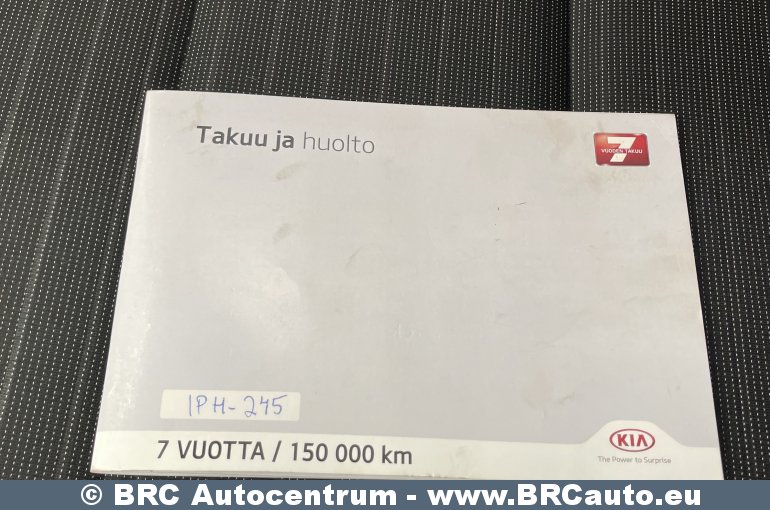 Takuu ja huolto
7
VUODEN TAKUU
IPH-245
7 VUOTTA / 150 000 km
KIA
The Power to Surprise
© BRC Autocentrum - www.BRCauto.eu